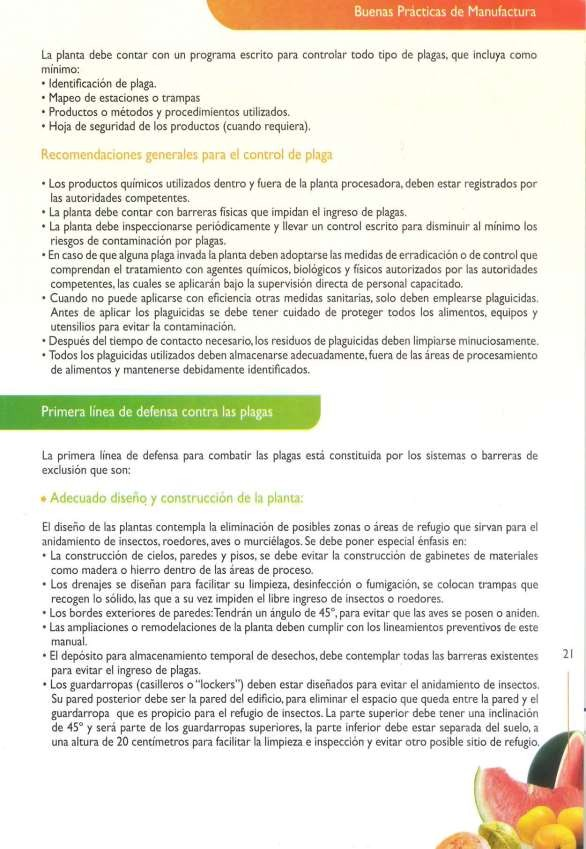 Buenas Prácticas de Manufactura
La planta debe contar con un programa escrito para controlar todo tipo de plagas, que incluya como
mínimo:
• Identificación de plaga.
• Mapeo de estaciones o trampas
• Productos o métodos y procedimientos utilizados.
• Hoja de seguridad de los productos (cuando requiera).
Recomendaciones generales para el control de plaga
• Los productos químicos utilizados dentro y fuera de la planta procesadora, deben estar registrados por
las autoridades competentes.
• La planta debe contar con barreras físicas que impidan el ingreso de plagas.
• La planta debe inspeccionarse periódicamente y llevar un control escrito para disminuir al mínimo los
riesgos de contaminación por plagas.
• En caso de que alguna plaga invada la planta deben adoptarse las medidas de erradicación o de control que
comprendan el tratamiento con agentes químicos, biológicos y físicos autorizados por las autoridades
competentes, las cuales se aplicarán bajo la supervisión directa de personal capacitado.
• Cuando no puede aplicarse con eficiencia otras medidas sanitarias, solo deben emplearse plaguicidas.
Antes de aplicar los plaguicidas se debe tener cuidado de proteger todos los alimentos, equipos y
utensilios para evitar la contaminación.
• Después del tiempo de contacto necesario, los residuos de plaguicidas deben limpiarse minuciosamente.
• Todos los plaguicidas utilizados deben almacenarse adecuadamente, fuera de las áreas de procesamiento
de alimentos y mantenerse debidamente identificados.
Primera línea de defensa contra las plagas
La primera línea de defensa para combatir las plagas está constituida por los sistemas o barreras de
exclusión que son:
• Adecuado diseño y construcción de la planta:
El diseño de las plantas contempla la eliminación de posibles zonas o áreas de refugio que sirvan para el
anidamiento de insectos, roedores, aves o murciélagos. Se debe poner especial énfasis en:
• La construcción de cielos, paredes y pisos, se debe evitar la construcción de gabinetes de materiales
como madera o hierro dentro de las áreas de proceso.
• Los drenajes se diseñan para facilitar su limpieza, desinfección o fumigación, se colocan trampas que
recogen lo sólido, las que a su vez impiden el libre ingreso de insectos o roedores.
• Los bordes exteriores de paredes: Tendrán un ángulo de 45°, para evitar que las aves se posen o aniden.
• Las ampliaciones o remodelaciones de la planta deben cumplir con los lineamientos preventivos de este
manual.
• El depósito para almacenamiento temporal de desechos, debe contemplar todas las barreras existentes
para evitar el ingreso de plagas.
• Los guardarropas (casilleros o "lockers") deben estar diseñados para evitar el anidamiento de insectos.
Su pared posterior debe ser la pared del edificio, para eliminar el espacio que queda entre la pared y el
guardarropa que es propicio para el refugio de insectos. La parte superior debe tener una inclinación
de 45° y será parte de los guardarropas superiores, la parte inferior debe estar separada del suelo, a
una altura de 20 centímetros para facilitar la limpieza e inspección y evitar otro posible sitio de refugio.
21